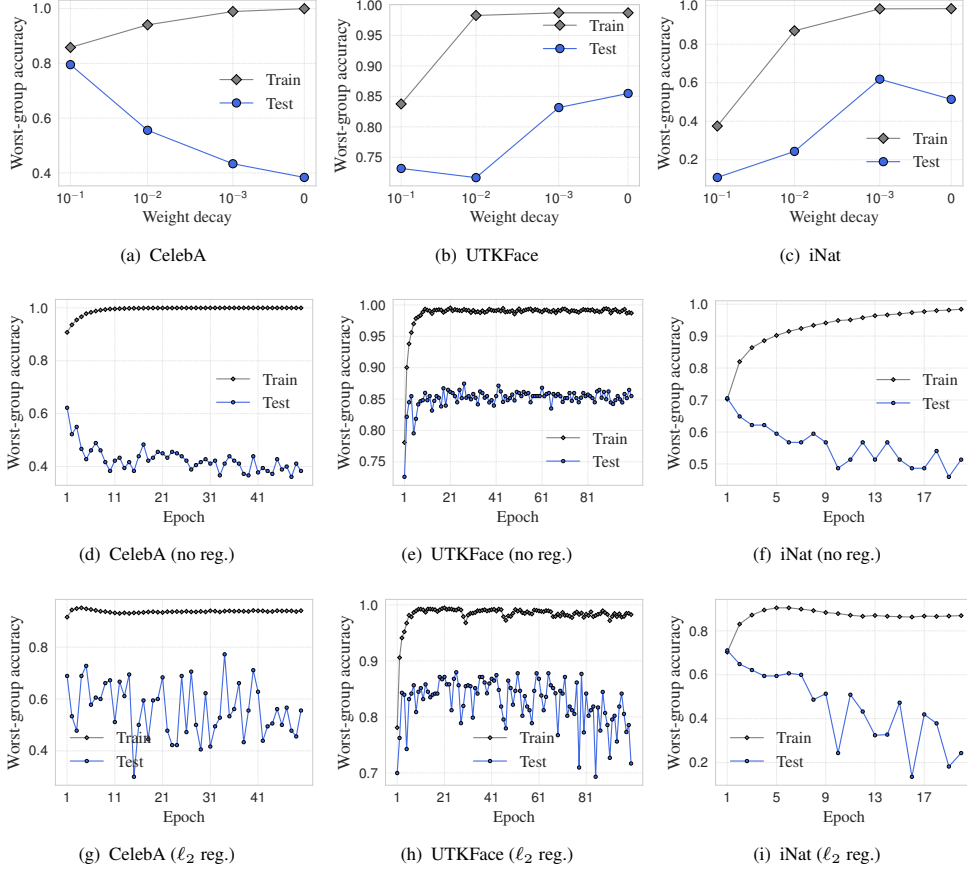 Worst-group accuracy
1.0
0.8
0.6
0.4
Train
Test
10⁻¹ 10⁻² 10⁻³ 0
Weight decay
(a) CelebA
Worst-group accuracy
1.00
0.95
0.90
0.85
0.80
0.75
Train
Test
10⁻¹ 10⁻² 10⁻³ 0
Weight decay
(b) UTKFace
Worst-group accuracy
1.0
0.8
0.6
0.4
0.2
Train
Test
10⁻¹ 10⁻² 10⁻³ 0
Weight decay
(c) iNat
Worst-group accuracy
1.0
0.8
0.6
0.4
Train
Test
1 11 21 31 41
Epoch
(d) CelebA (no reg.)
Worst-group accuracy
1.00
0.95
0.90
0.85
0.80
0.75
Train
Test
1 21 41 61 81
Epoch
(e) UTKFace (no reg.)
Worst-group accuracy
1.0
0.9
0.8
0.7
0.6
0.5
Train
Test
1 5 9 13 17
Epoch
(f) iNat (no reg.)
Worst-group accuracy
0.8
0.6
0.4
Train
Test
1 11 21 31 41
Epoch
(g) CelebA (ℓ₂ reg.)
Worst-group accuracy
1.0
0.9
0.8
0.7
Train
Test
1 21 41 61 81
Epoch
(h) UTKFace (ℓ₂ reg.)
Worst-group accuracy
0.8
0.6
0.4
0.2
Train
Test
1 5 9 13 17
Epoch
(i) iNat (ℓ₂ reg.)